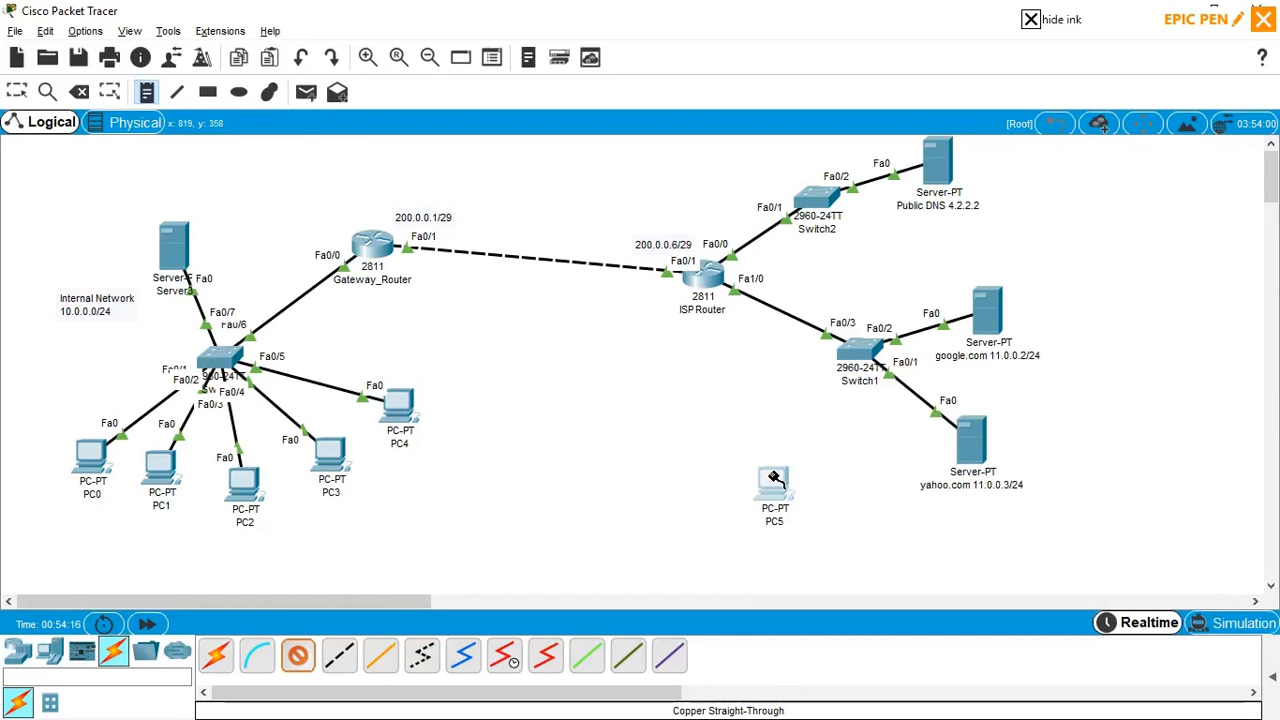 Cisco Packet Tracer
hide ink
EPIC PEN
File Edit Options View Tools Extensions Help
?
Logical
Physical
x: 819, y: 358
[Root]
03:54:00
Fa0
Fa0/2
Server-PT
Public DNS 4.2.2.2
2960-24TT
Switch2
Fa0/1
200.0.0.1/29
Fa0/1
200.0.0.6/29
Fa0/0
Fa0/1
Fa0/0
2811
Gateway_Router
Fa1/0
2811
ISP Router
Fa0
Server3
Internal Network
10.0.0.0/24
Fa0/7
Fa0/6
Fa0/5
Fa0/2
Fa0/4
Fa0/3
Fa0/3
Fa0/2
Fa0
Server-PT
google.com 11.0.0.2/24
Switch1
Fa0/1
Fa0
Server-PT
yahoo.com 11.0.0.3/24
Fa0
PC-PT
PC4
Fa0
PC-PT
PC0
Fa0
PC-PT
PC1
Fa0
PC-PT
PC2
Fa0
PC-PT
PC3
PC-PT
PC5
Time: 00:54:16
Realtime
Simulation
Copper Straight-Through